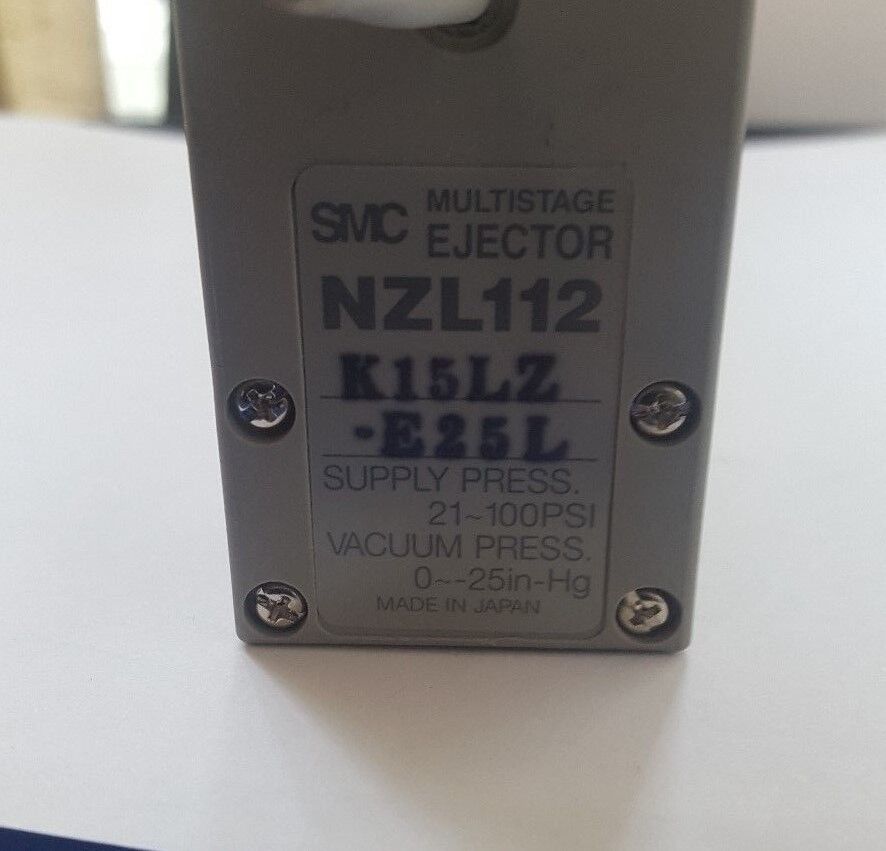 SMC MULTISTAGE
EJECTOR
NZL112
K15LZ
-E25L
SUPPLY PRESS.
21~100PSI
VACUUM PRESS.
0~-25in-Hg
MADE IN JAPAN